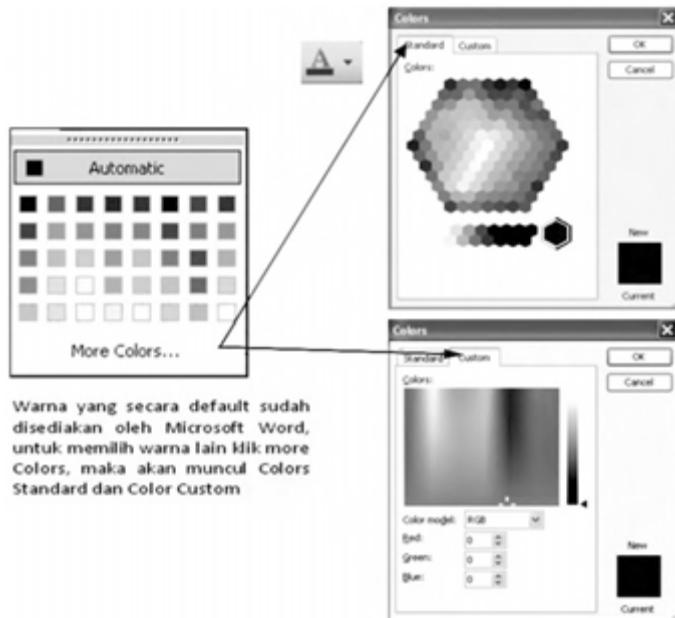 A
Automatic
More Colors...
Warna yang secara default sudah
disediakan oleh Microsoft Word,
untuk memilih warna lain klik more
Colors, maka akan muncul Colors
Standard dan Color Custom
Colors
Standard
Custom
OK
Cancel
Colors:
New
Current
Colors
Standard
Custom
OK
Cancel
Colors:
Color model: RGB
Red: 0
Green: 0
Blue: 0
New
Current